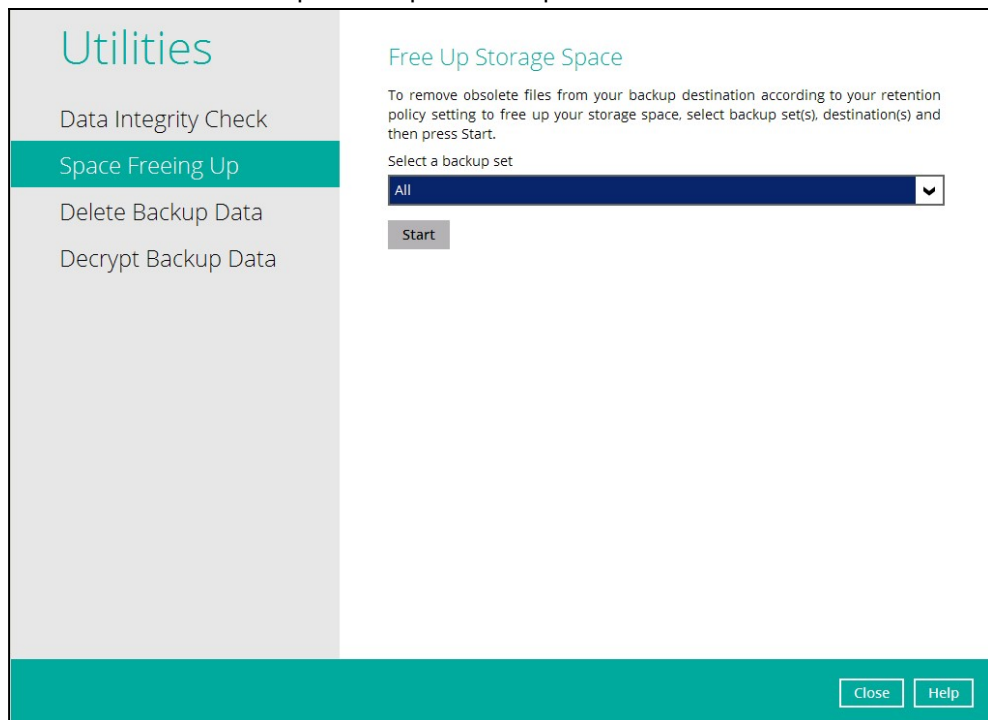 Utilities
Data Integrity Check
Space Freeing Up
Delete Backup Data
Decrypt Backup Data
Free Up Storage Space
To remove obsolete files from your backup destination according to your retention
policy setting to free up your storage space, select backup set(s), destination(s) and
then press Start.
Select a backup set
All
Start
Close
Help